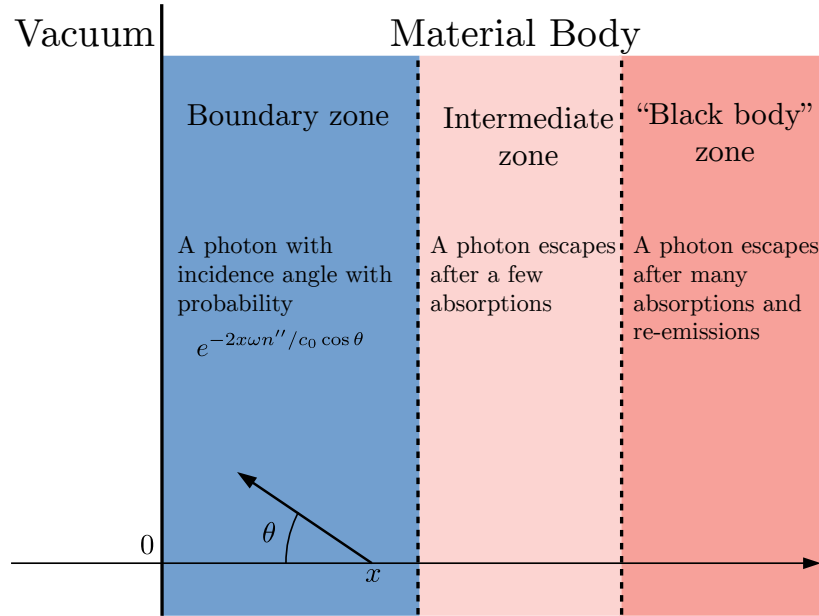 Vacuum
Material Body
Boundary zone
Intermediate
zone
“Black body”
zone
A photon with
incidence angle with
probability
e^{-2xωn''/c_0 cos θ}
A photon escapes
after a few
absorptions
A photon escapes
after many
absorptions and
re-emissions
0
θ
x